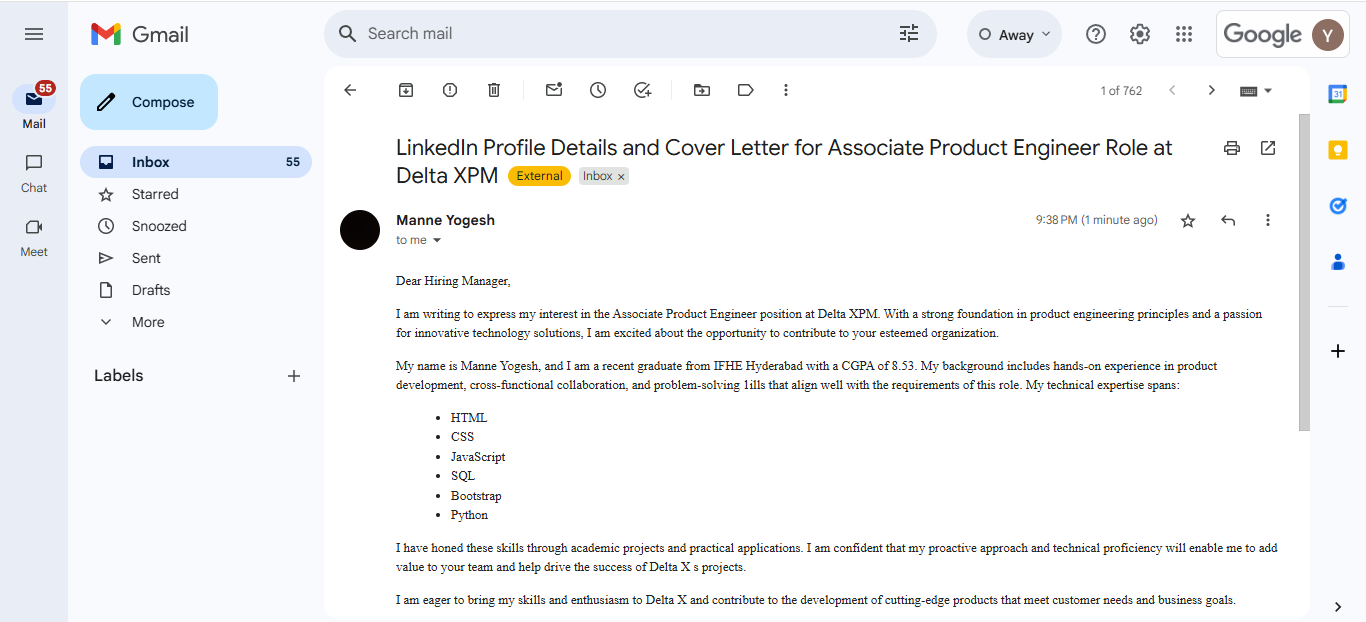 Gmail
Search mail
Away
Google
Y
55
Mail
Compose
1 of 762
31
Inbox 55
Chat
Starred
Meet
Snoozed
Sent
Drafts
More
Labels
LinkedIn Profile Details and Cover Letter for Associate Product Engineer Role at
Delta XPM External Inbox x
Manne Yogesh
9:38 PM (1 minute ago)
to me
Dear Hiring Manager,
I am writing to express my interest in the Associate Product Engineer position at Delta XPM. With a strong foundation in product engineering principles and a passion
for innovative technology solutions, I am excited about the opportunity to contribute to your esteemed organization.
My name is Manne Yogesh, and I am a recent graduate from IFHE Hyderabad with a CGPA of 8.53. My background includes hands-on experience in product
development, cross-functional collaboration, and problem-solving 1ills that align well with the requirements of this role. My technical expertise spans:
• HTML
• CSS
• JavaScript
• SQL
• Bootstrap
• Python
I have honed these skills through academic projects and practical applications. I am confident that my proactive approach and technical proficiency will enable me to add
value to your team and help drive the success of Delta X s projects.
I am eager to bring my skills and enthusiasm to Delta X and contribute to the development of cutting-edge products that meet customer needs and business goals.